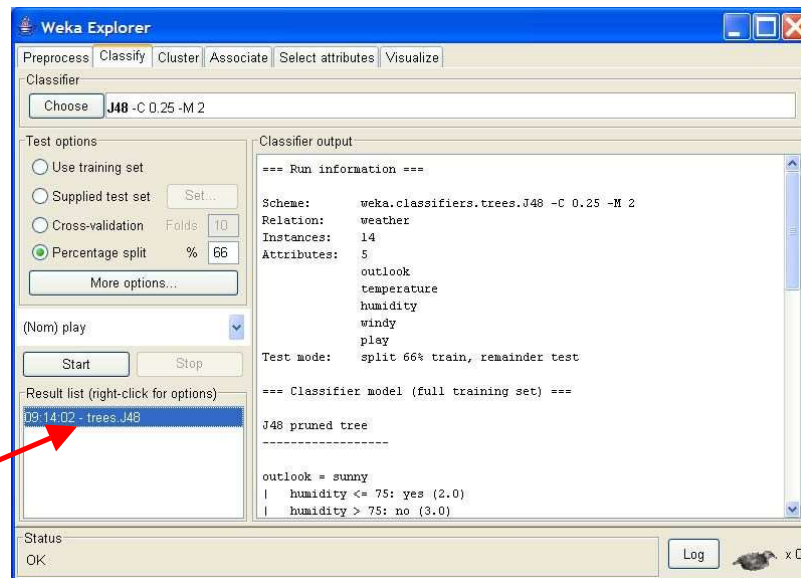 Weka Explorer
Preprocess Classify Cluster Associate Select attributes Visualize
Classifier
Choose J48 -C 0.25 -M 2
Test options
Use training set
Supplied test set Set...
Cross-validation Folds 10
Percentage split % 66
More options...
(Nom) play
Start Stop
Result list (right-click for options)
09:14:02 - trees.J48
Classifier output
=== Run information ===
Scheme: weka.classifiers.trees.J48 -C 0.25 -M 2
Relation: weather
Instances: 14
Attributes: 5
outlook
temperature
humidity
windy
play
Test mode: split 66% train, remainder test
=== Classifier model (full training set) ===
J48 pruned tree
------------------
outlook = sunny
| humidity <= 75: yes (2.0)
| humidity > 75: no (3.0)
Status
OK
Log x 0